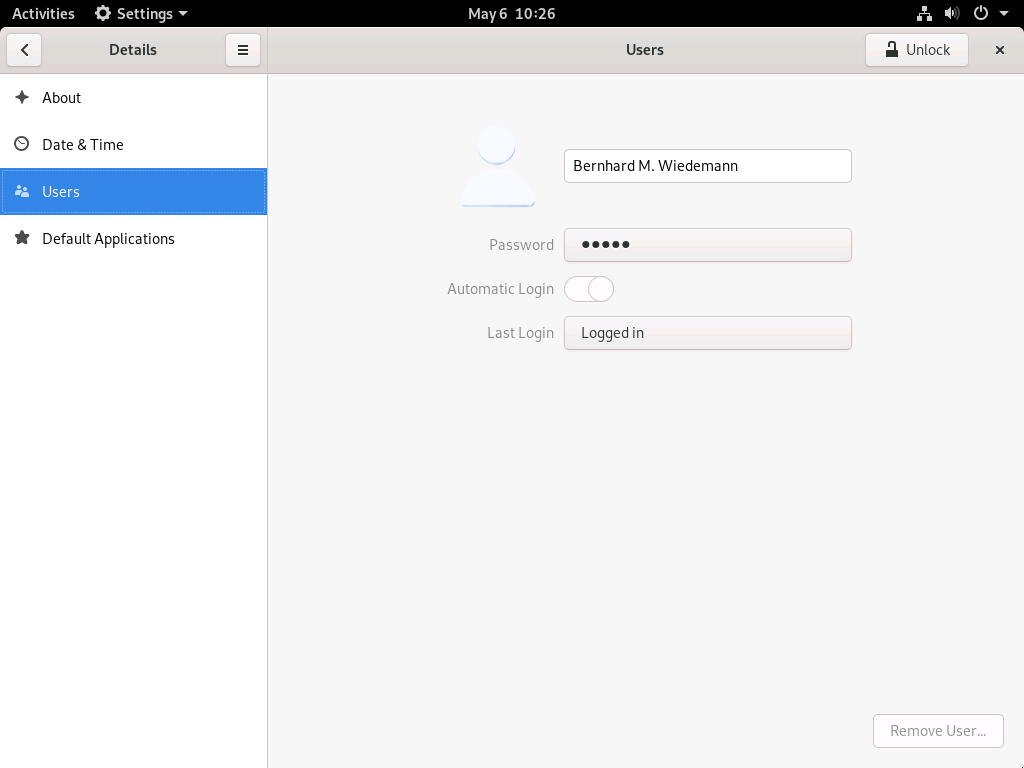 Activities Settings May 6 10:26
Details Users Unlock
About
Date & Time
Users
Default Applications
Bernhard M. Wiedemann
Password ●●●●●
Automatic Login
Last Login Logged in
Remove User...